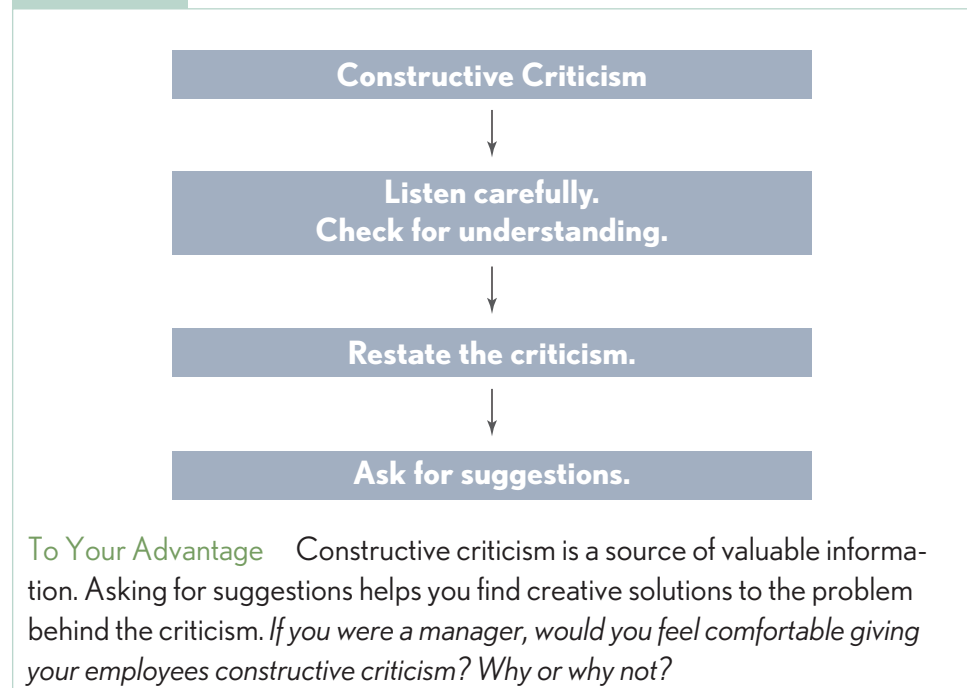 Constructive Criticism
Listen carefully.
Check for understanding.
Restate the criticism.
Ask for suggestions.
To Your Advantage Constructive criticism is a source of valuable informa-
tion. Asking for suggestions helps you find creative solutions to the problem
behind the criticism. If you were a manager, would you feel comfortable giving
your employees constructive criticism? Why or why not?